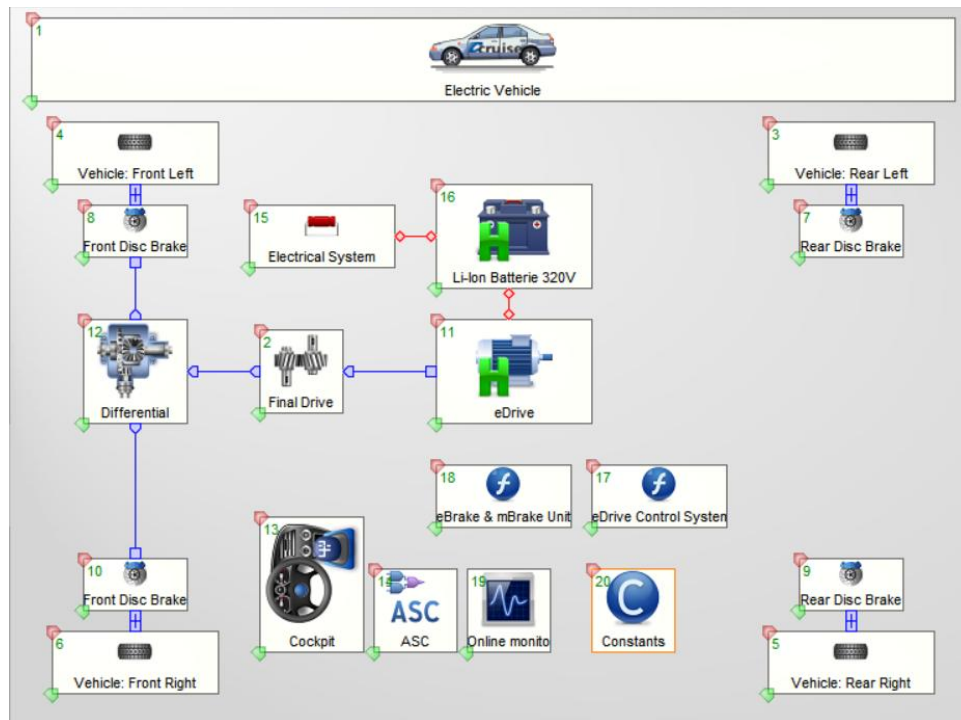 1
cruise
Electric Vehicle
4
Vehicle: Front Left
3
Vehicle: Rear Left
8
Front Disc Brake
15
Electrical System
16
Li-Ion Batterie 320V
7
Rear Disc Brake
12
Differential
2
Final Drive
11
eDrive
18
eBrake & mBrake Unit
17
eDrive Control System
13
Cockpit
ASC
ASC
19
Online monito
20
C
Constants
10
Front Disc Brake
9
Rear Disc Brake
6
Vehicle: Front Right
5
Vehicle: Rear Right